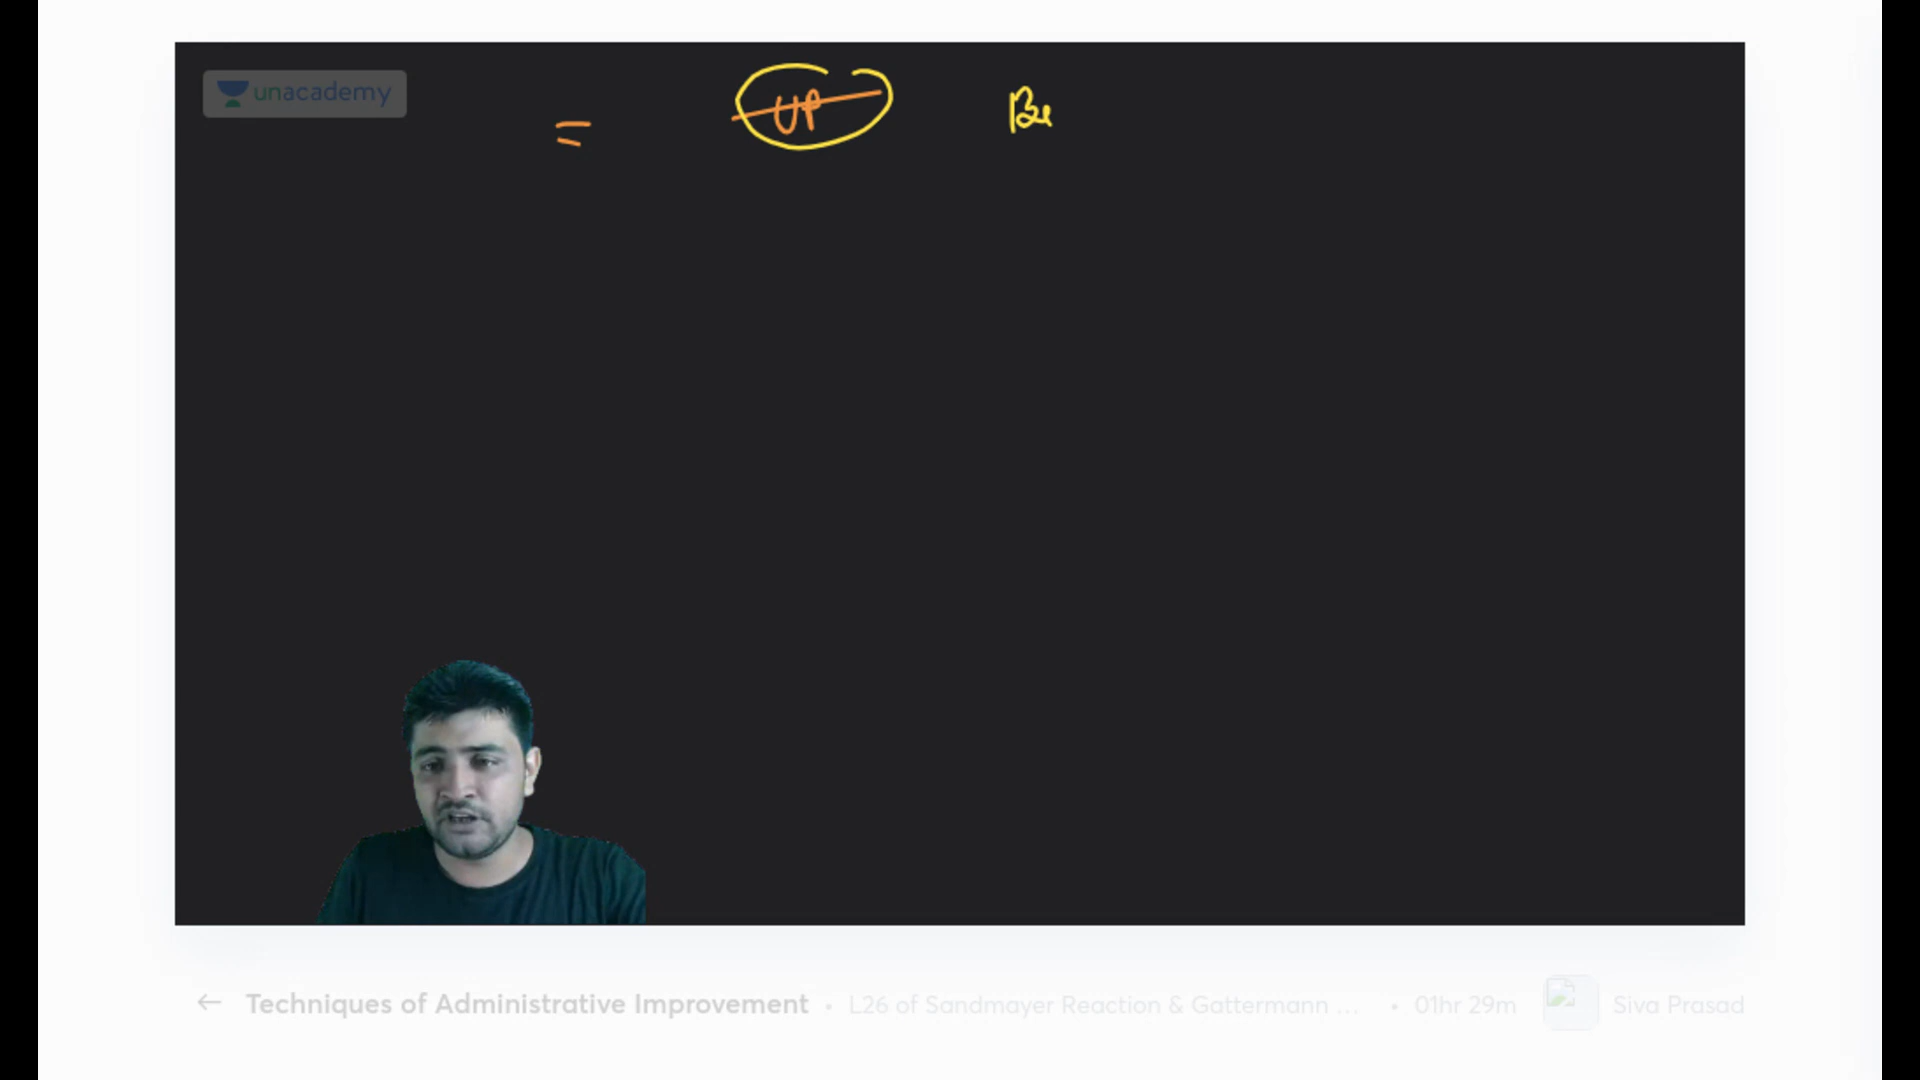 unacademy
= UP Be
Techniques of Administrative Improvement • L26 of Sandmayer Reaction & Gattermann ... • 01hr 29m Siva Prasad